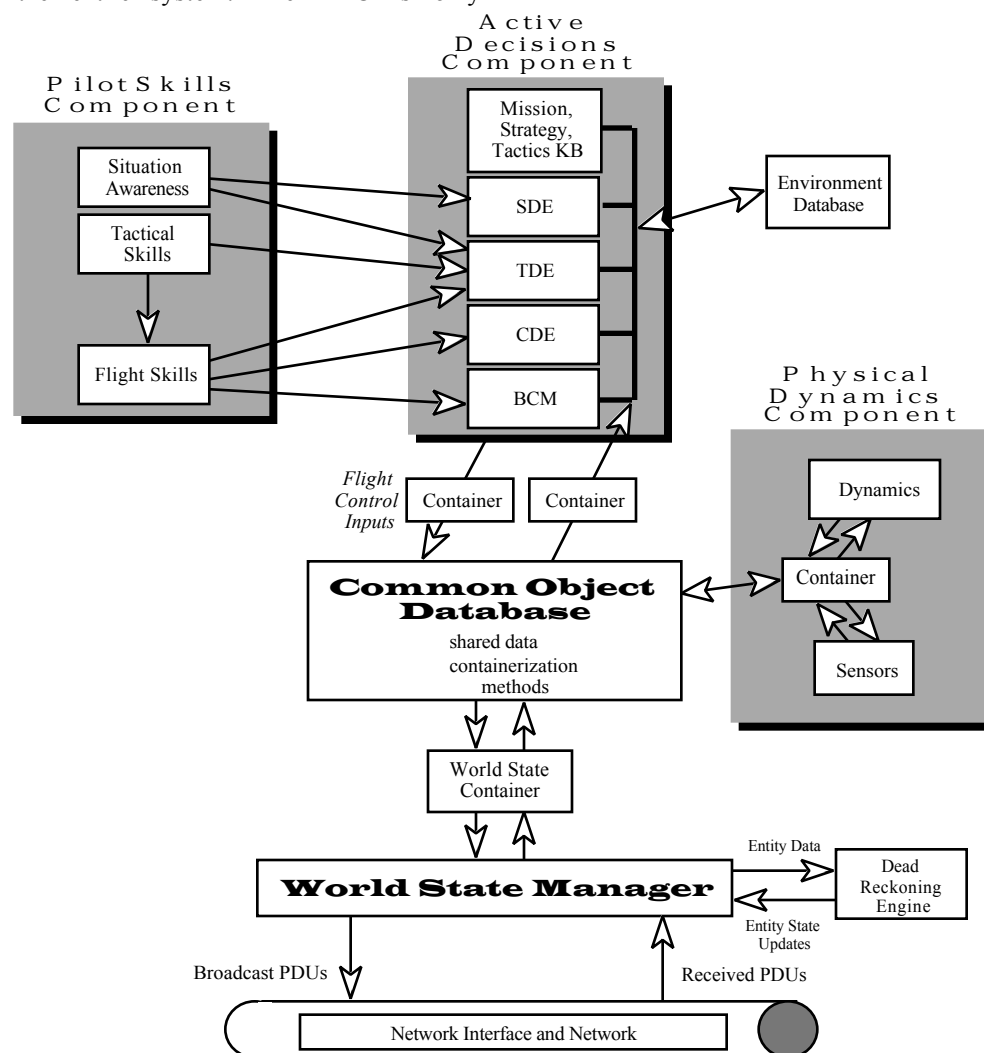 Active
Decisions
Component
Pilot Skills
Component
Mission,
Strategy,
Tactics KB
Situation
Awareness
SDE
Environment
Database
Tactical
Skills
TDE
CDE
Flight Skills
BCM
Physical
Dynamics
Component
Flight
Control
Inputs
Container
Container
Dynamics
Common Object
Database
shared data
containerization
methods
Container
Sensors
World State
Container
World State Manager
Entity Data
Entity State
Updates
Dead
Reckoning
Engine
Broadcast PDUs
Received PDUs
Network Interface and Network